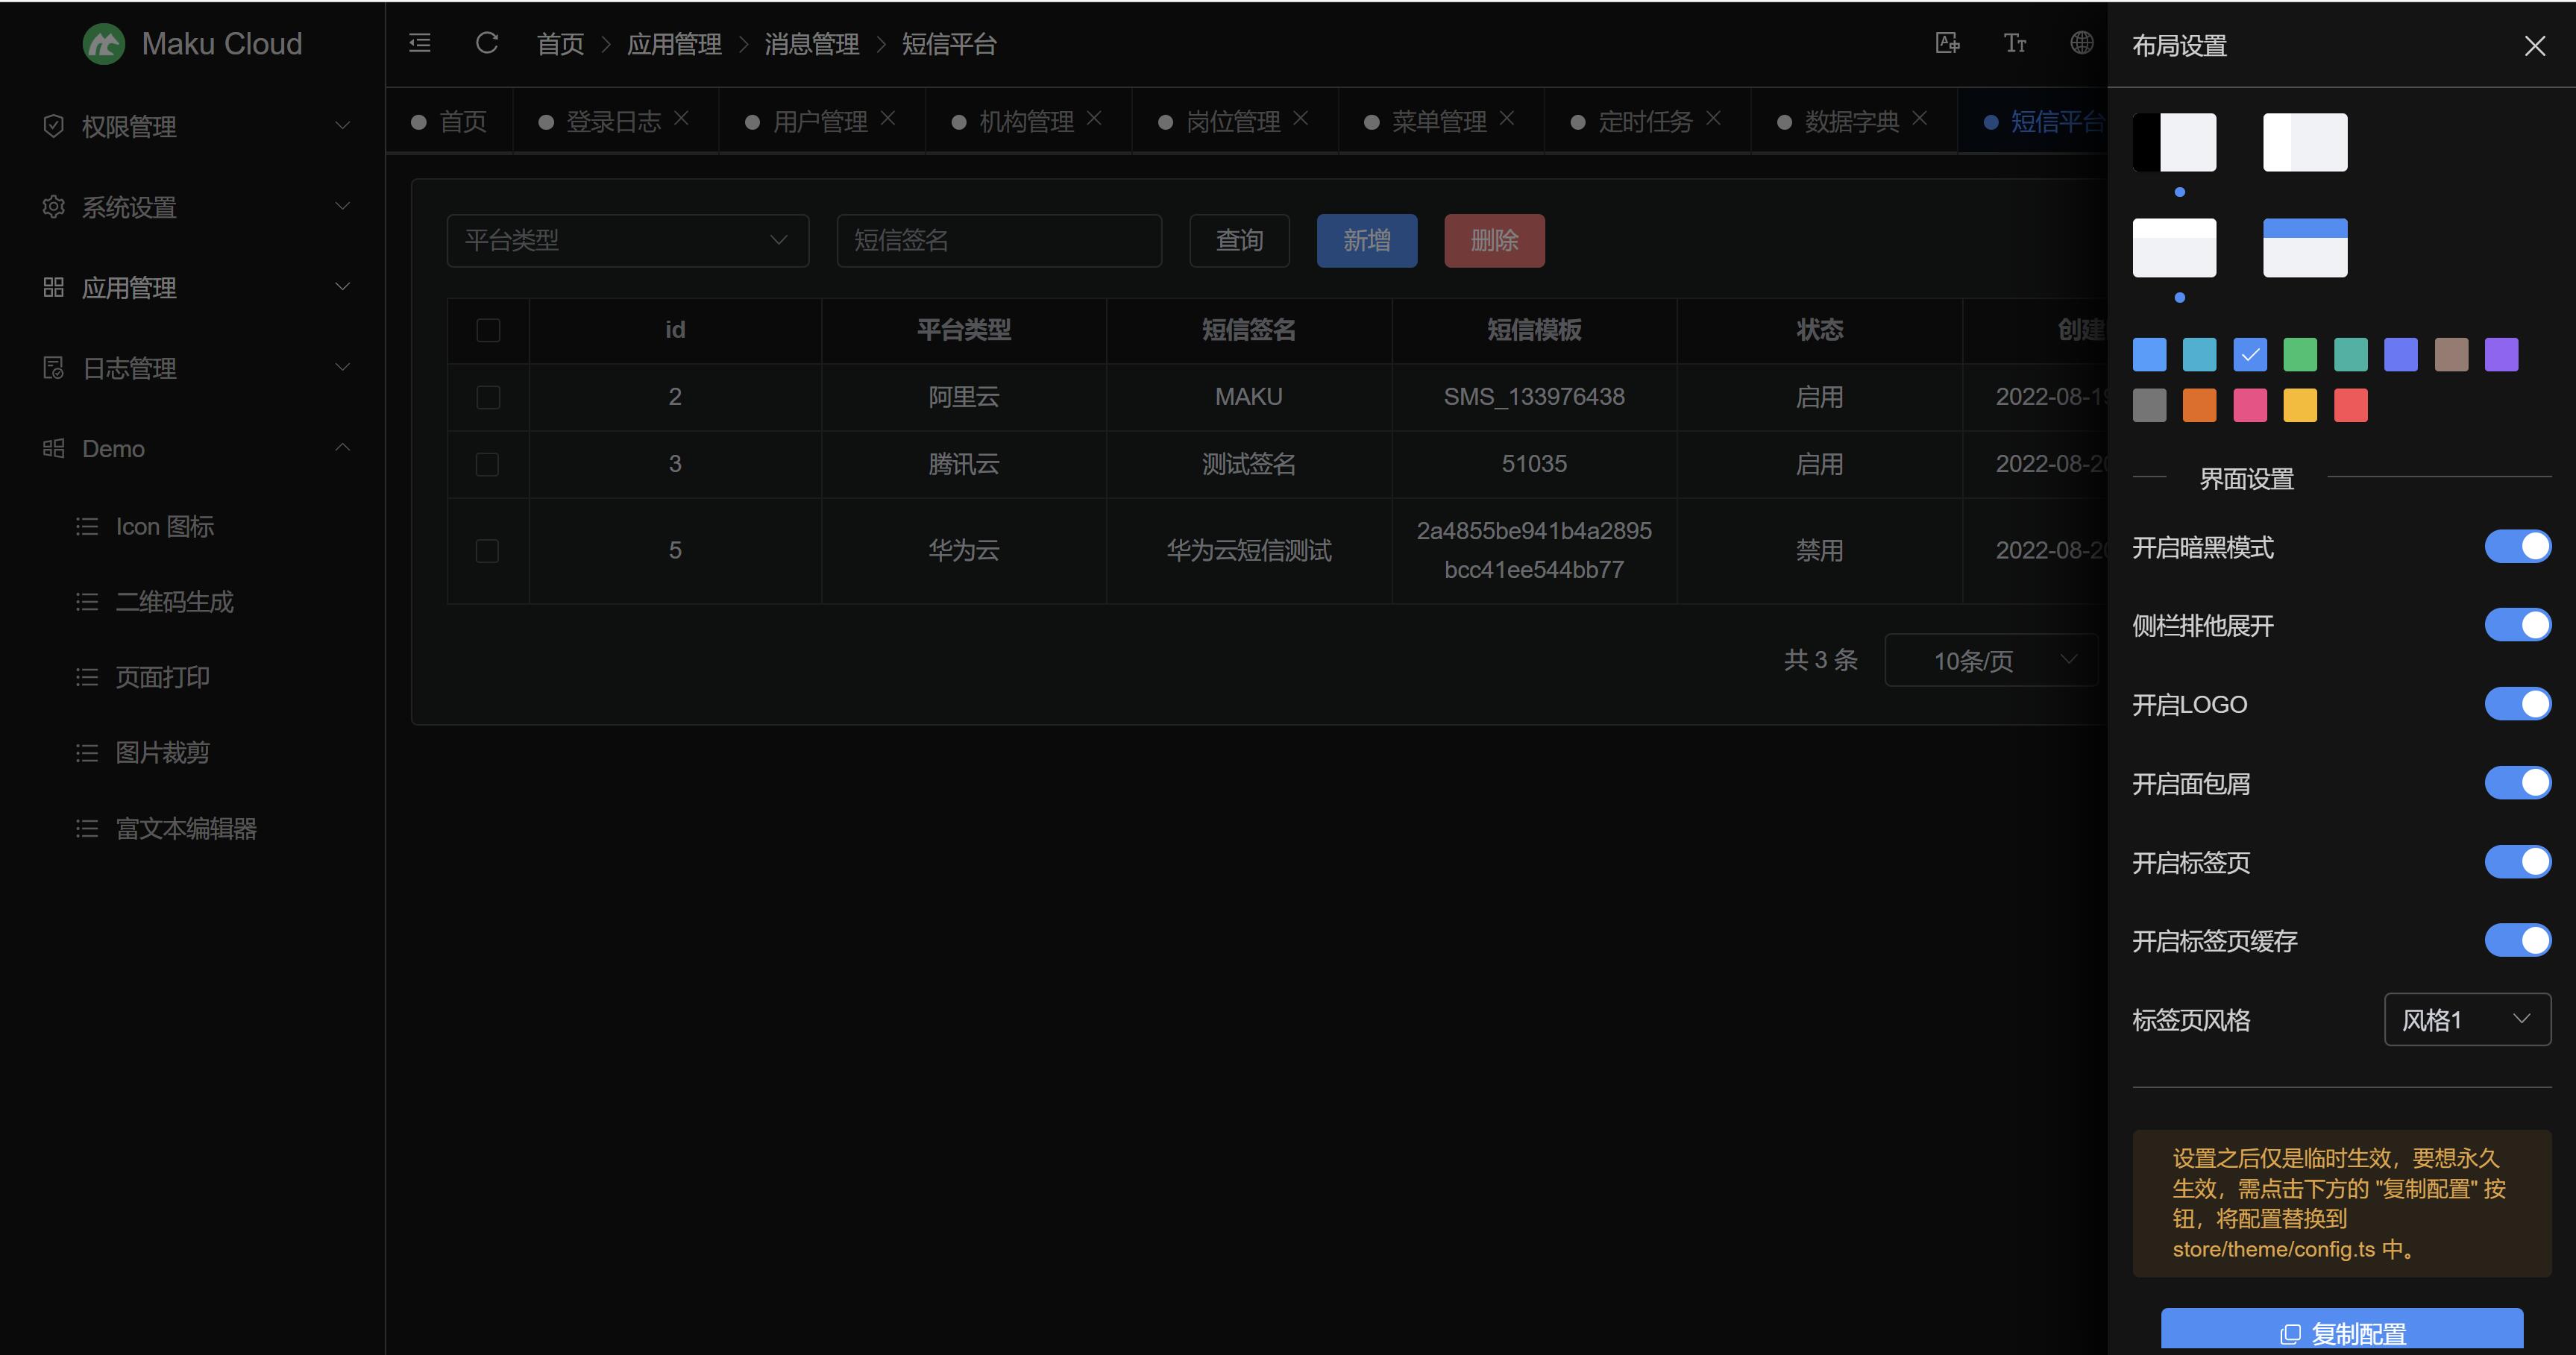 Maku Cloud
首页 > 应用管理 > 消息管理 > 短信平台
布局设置
权限管理
系统设置
应用管理
日志管理
Demo
Icon 图标
二维码生成
页面打印
图片裁剪
富文本编辑器
首页 登录日志 用户管理 机构管理 岗位管理 菜单管理 定时任务 数据字典 短信平台
平台类型 短信签名 查询 新增 删除
id 平台类型 短信签名 短信模板 状态 创建
2 阿里云 MAKU SMS_133976438 启用 2022-08-19
3 腾讯云 测试签名 51035 启用 2022-08-20
5 华为云 华为云短信测试 2a4855be941b4a2895 禁用 2022-08-20
bcc41ee544bb77
共 3 条 10条/页
界面设置
开启暗黑模式
侧栏排他展开
开启LOGO
开启面包屑
开启标签页
开启标签页缓存
标签页风格 风格1
设置之后仅是临时生效，要想永久
生效，需点击下方的 "复制配置" 按
钮，将配置替换到
store/theme/config.ts 中。
复制配置